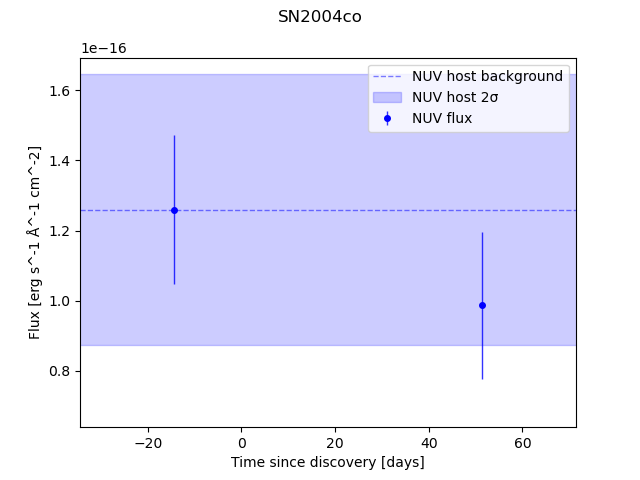 SN2004co
1e−16
NUV host background
NUV host 2σ
NUV flux
1.6
1.4
1.2
1.0
0.8
Flux [erg s^-1 Å^-1 cm^-2]
−20
0
20
40
60
Time since discovery [days]